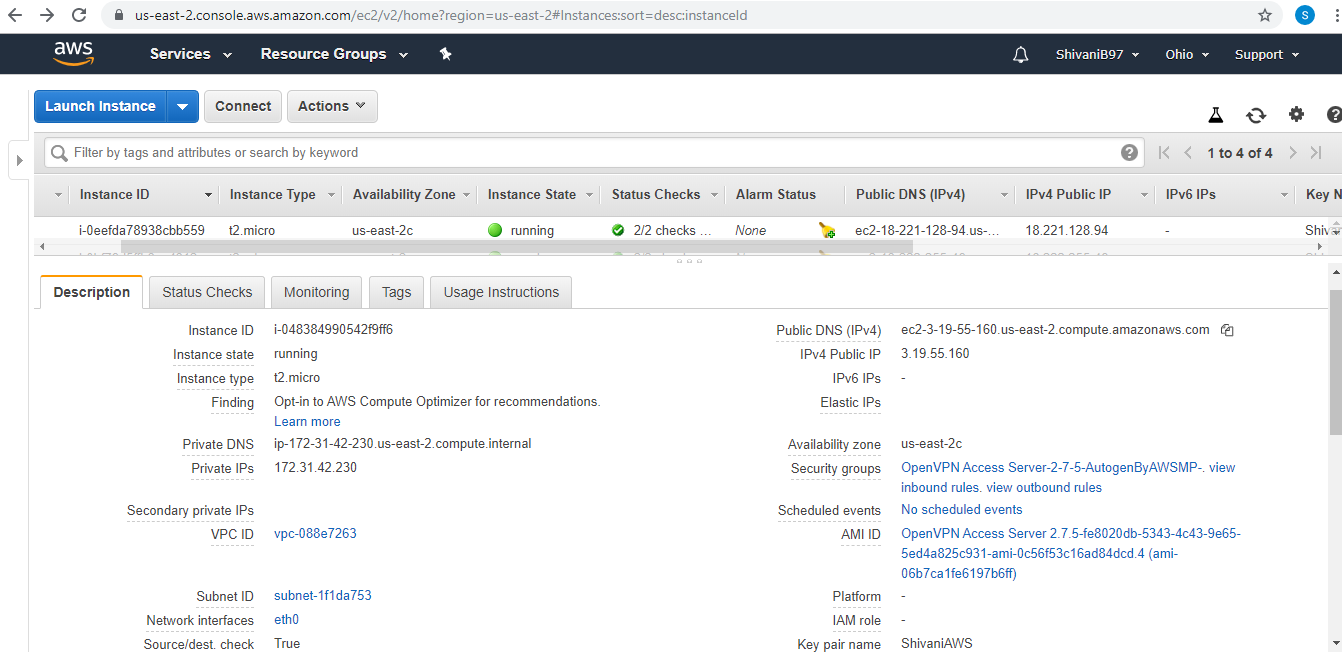 us-east-2.console.aws.amazon.com/ec2/v2/home?region=us-east-2#Instances:sort=desc:instanceId
S
aws Services Resource Groups ShivaniB97 Ohio Support
Launch Instance Connect Actions
Filter by tags and attributes or search by keyword 1 to 4 of 4
Instance ID Instance Type Availability Zone Instance State Status Checks Alarm Status Public DNS (IPv4) IPv4 Public IP IPv6 IPs Key N
i-0eefda78938cbb559 t2.micro us-east-2c running 2/2 checks ... None ec2-18-221-128-94.us-... 18.221.128.94 - Shivan
Description Status Checks Monitoring Tags Usage Instructions
Instance ID i-048384990542f9ff6 Public DNS (IPv4) ec2-3-19-55-160.us-east-2.compute.amazonaws.com
Instance state running IPv4 Public IP 3.19.55.160
Instance type t2.micro IPv6 IPs -
Finding Opt-in to AWS Compute Optimizer for recommendations. Elastic IPs
Learn more
Private DNS ip-172-31-42-230.us-east-2.compute.internal Availability zone us-east-2c
Private IPs 172.31.42.230 Security groups OpenVPN Access Server-2-7-5-AutogenByAWSMP-. view
inbound rules. view outbound rules
Secondary private IPs Scheduled events No scheduled events
VPC ID vpc-088e7263 AMI ID OpenVPN Access Server 2.7.5-fe8020db-5343-4c43-9e65-
5ed4a825c931-ami-0c56f53c16ad84dcd.4 (ami-
06b7ca1fe6197b6ff)
Subnet ID subnet-1f1da753 Platform -
Network interfaces eth0 IAM role -
Source/dest. check True Key pair name ShivaniAWS